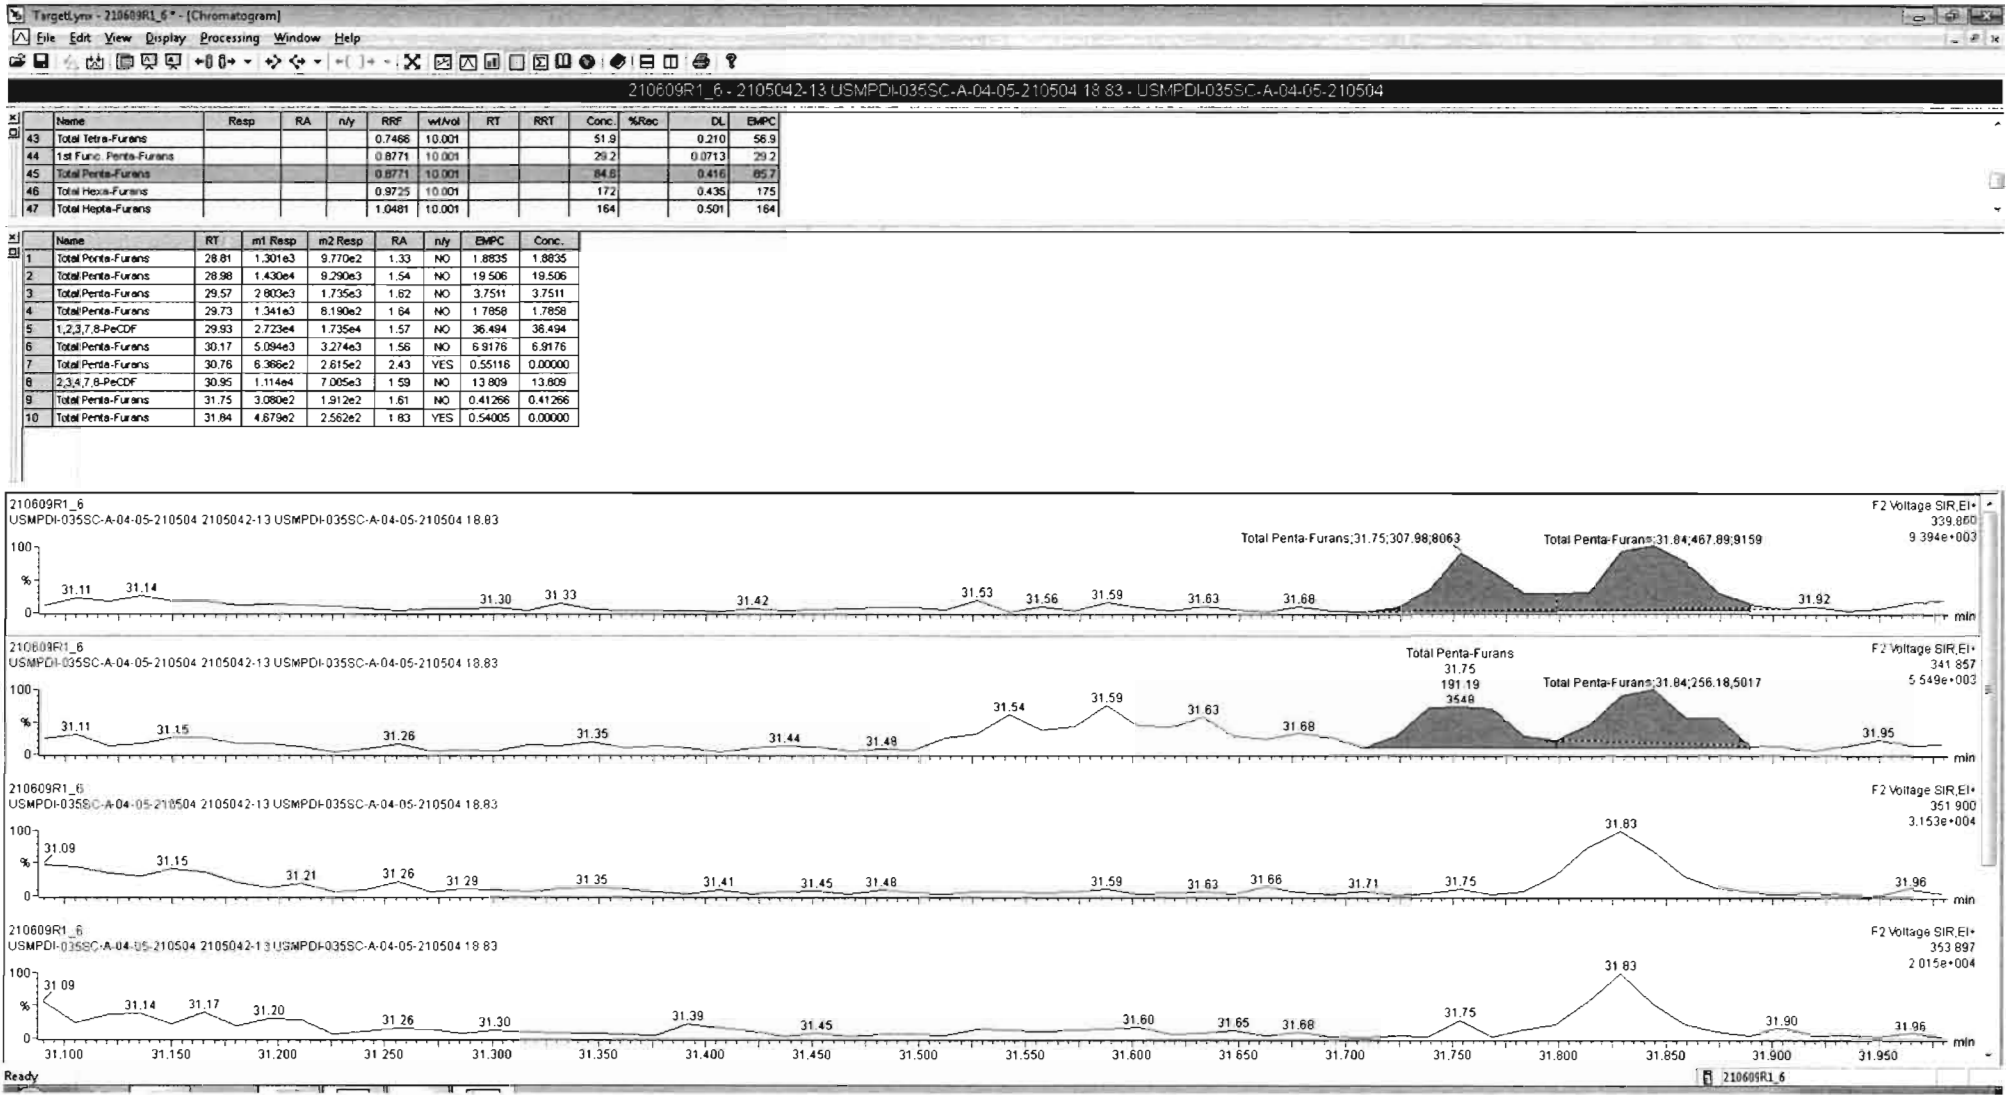 TargetLynx - 210609R1_6 * - [Chromatogram]
File Edit View Display Processing Window Help
210609R1_6 - 2105042-13 USMPDI-035SC-A-04-05-210504 18.83 - USMPDI-035SC-A-04-05-210504
Name Resp RA n/y RRF wt/vol RT RRT Conc. %Rec DL EMPC
43 Total Tetra-Furans 0.7466 10.001 51.9 0.210 56.9
44 1st Func. Penta-Furans 0.8771 10.001 29.2 0.0713 29.2
45 Total Penta-Furans 0.8771 10.001 84.6 0.416 85.7
46 Total Hexa-Furans 0.9725 10.001 172 0.435 175
47 Total Hepta-Furans 1.0481 10.001 164 0.501 164
Name RT m1 Resp m2 Resp RA n/y EMPC Conc.
1 Total Penta-Furans 28.81 1.301e3 9.770e2 1.33 NO 1.8835 1.8835
2 Total Penta-Furans 28.98 1.430e4 9.290e3 1.54 NO 19.506 19.506
3 Total Penta-Furans 29.57 2.803e3 1.735e3 1.62 NO 3.7511 3.7511
4 Total Penta-Furans 29.73 1.341e3 8.190e2 1.64 NO 1.7858 1.7858
5 1,2,3,7,8-PeCDF 29.93 2.723e4 1.735e4 1.57 NO 36.494 36.494
6 Total Penta-Furans 30.17 5.094e3 3.274e3 1.56 NO 6.9176 6.9176
7 Total Penta-Furans 30.76 6.366e2 2.615e2 2.43 YES 0.55116 0.00000
8 2,3,4,7,8-PeCDF 30.95 1.114e4 7.005e3 1.59 NO 13.809 13.809
9 Total Penta-Furans 31.75 3.080e2 1.912e2 1.61 NO 0.41266 0.41266
10 Total Penta-Furans 31.84 4.679e2 2.562e2 1.83 YES 0.54005 0.00000
210609R1_6 F2 Voltage SIR,EI+
USMPDI-035SC-A-04-05-210504 2105042-13 USMPDI-035SC-A-04-05-210504 18.83 339.860
9.394e+003
Total Penta-Furans;31.75;307.98;8063 Total Penta-Furans;31.84;467.89;9159
100
%
0
31.11 31.14 31.30 31.33 31.42 31.53 31.56 31.59 31.63 31.68 31.92
min
210609R1_6 F2 Voltage SIR,EI+
USMPDI-035SC-A-04-05-210504 2105042-13 USMPDI-035SC-A-04-05-210504 18.83 341.857
5.549e+003
Total Penta-Furans
31.75
191.19
3548
Total Penta-Furans;31.84;256.18;5017
100
%
0
31.11 31.15 31.26 31.35 31.44 31.48 31.54 31.59 31.63 31.68 31.95
min
210609R1_6 F2 Voltage SIR,EI+
USMPDI-035SC-A-04-05-210504 2105042-13 USMPDI-035SC-A-04-05-210504 18.83 351.900
3.153e+004
100
%
0
31.09 31.15 31.21 31.26 31.29 31.35 31.41 31.45 31.48 31.59 31.63 31.66 31.71 31.75 31.83 31.96
min
210609R1_6 F2 Voltage SIR,EI+
USMPDI-035SC-A-04-05-210504 2105042-13 USMPDI-035SC-A-04-05-210504 18.83 353.897
2.015e+004
100
%
0
31.09 31.14 31.17 31.20 31.26 31.30 31.39 31.45 31.60 31.65 31.68 31.75 31.83 31.90 31.96
min
31.100 31.150 31.200 31.250 31.300 31.350 31.400 31.450 31.500 31.550 31.600 31.650 31.700 31.750 31.800 31.850 31.900 31.950
Ready 210609R1_6